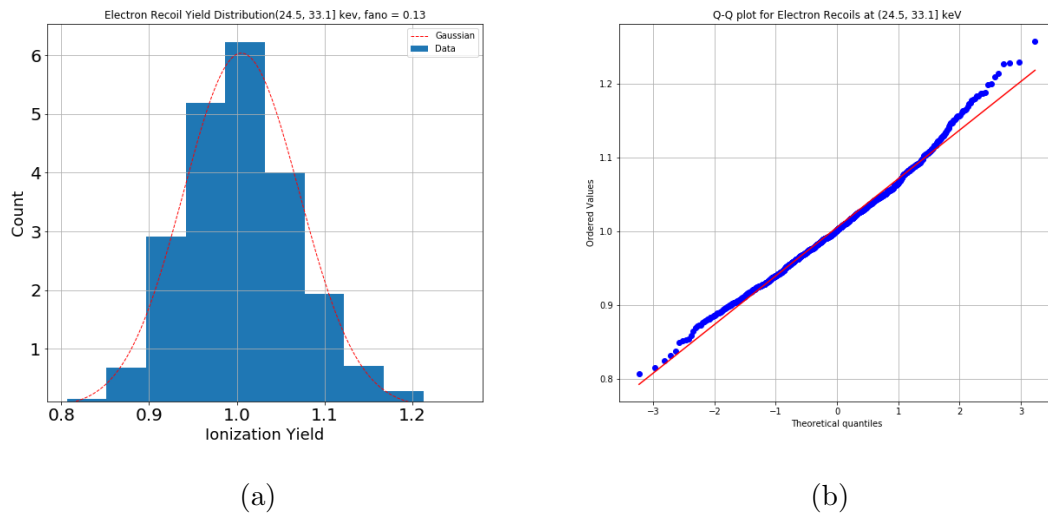 Electron Recoil Yield Distribution(24.5, 33.1] kev, fano = 0.13
Gaussian
Data
Count
6
5
4
3
2
1
0.8 0.9 1.0 1.1 1.2
Ionization Yield
(a)
Q-Q plot for Electron Recoils at (24.5, 33.1] keV
Ordered Values
1.2
1.1
1.0
0.9
0.8
−3 −2 −1 0 1 2 3
Theoretical quantiles
(b)